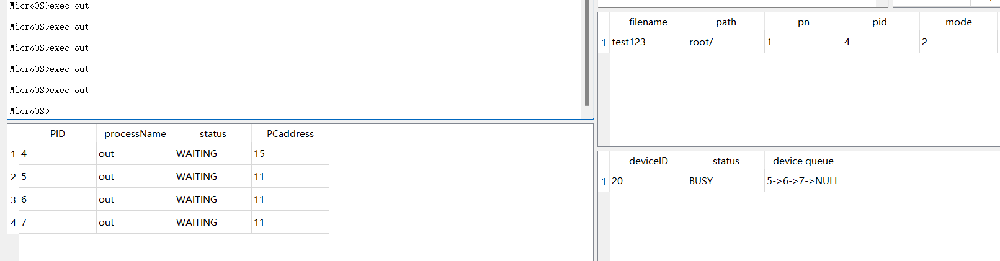 MicroOS>exec out
MicroOS>exec out
MicroOS>exec out
MicroOS>exec out
MicroOS>exec out
MicroOS>
PID processName status PCaddress
1 4 out WAITING 15
2 5 out WAITING 11
3 6 out WAITING 11
4 7 out WAITING 11
filename path pn pid mode
1 test123 root/ 1 4 2
deviceID status device queue
1 20 BUSY 5->6->7->NULL